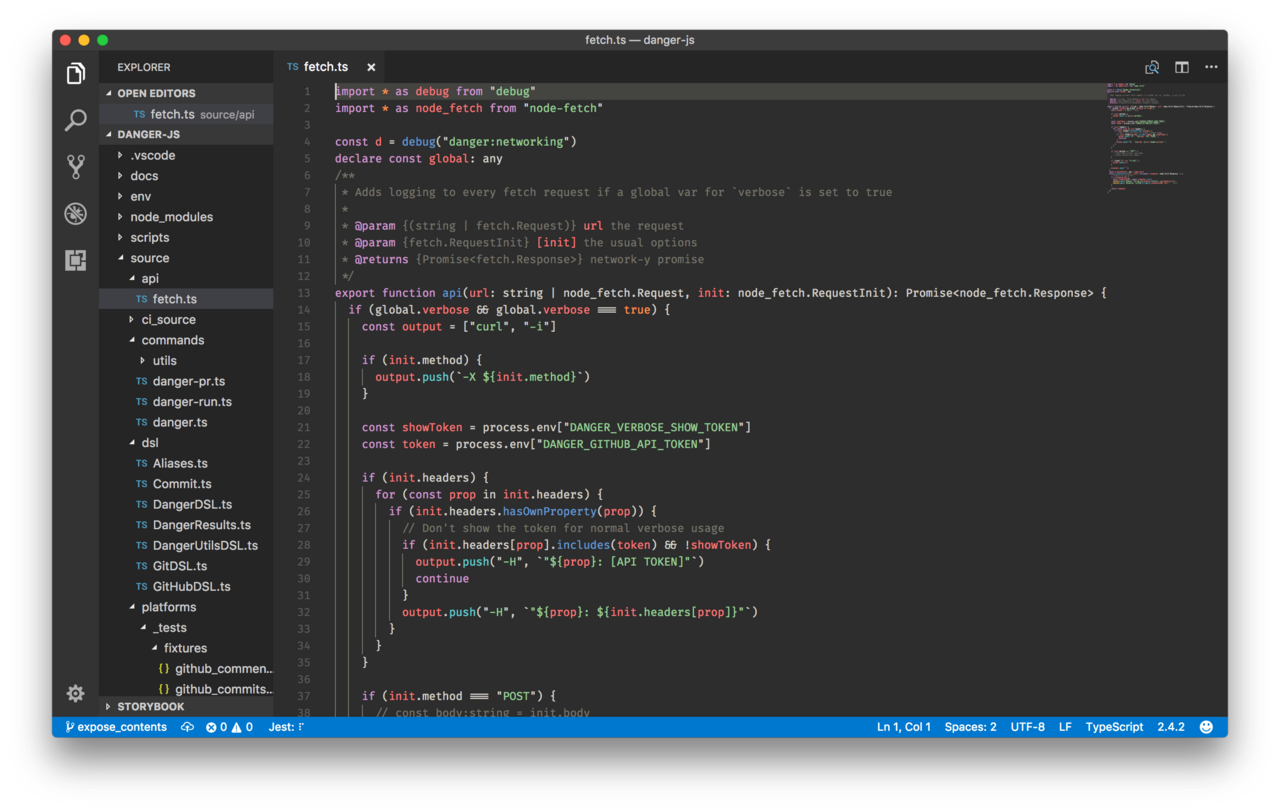 fetch.ts — danger-js
EXPLORER
OPEN EDITORS
TS fetch.ts source/api
DANGER-JS
.vscode
docs
env
node_modules
scripts
source
api
TS fetch.ts
ci_source
commands
utils
TS danger-pr.ts
TS danger-run.ts
TS danger.ts
dsl
TS Aliases.ts
TS Commit.ts
TS DangerDSL.ts
TS DangerResults.ts
TS DangerUtilsDSL.ts
TS GitDSL.ts
TS GitHubDSL.ts
platforms
_tests
fixtures
{} github_commen...
{} github_commits...
STORYBOOK
TS fetch.ts ×
1 import * as debug from "debug"
2 import * as node_fetch from "node-fetch"
3
4 const d = debug("danger:networking")
5 declare const global: any
6 /**
7 * Adds logging to every fetch request if a global var for `verbose` is set to true
8 *
9 * @param {(string | fetch.Request)} url the request
10 * @param {fetch.RequestInit} [init] the usual options
11 * @returns {Promise<fetch.Response>} network-y promise
12 */
13 export function api(url: string | node_fetch.Request, init: node_fetch.RequestInit): Promise<node_fetch.Response> {
14 if (global.verbose && global.verbose === true) {
15 const output = ["curl", "-i"]
16
17 if (init.method) {
18 output.push(`-X ${init.method}`)
19 }
20
21 const showToken = process.env["DANGER_VERBOSE_SHOW_TOKEN"]
22 const token = process.env["DANGER_GITHUB_API_TOKEN"]
23
24 if (init.headers) {
25 for (const prop in init.headers) {
26 if (init.headers.hasOwnProperty(prop)) {
27 // Don't show the token for normal verbose usage
28 if (init.headers[prop].includes(token) && !showToken) {
29 output.push("-H", `"${prop}: [API TOKEN]"`)
30 continue
31 }
32 output.push("-H", `"${prop}: ${init.headers[prop]}"`)
33 }
34 }
35 }
36
37 if (init.method === "POST") {
38 // const body:string = init.body
expose_contents 0 0 Jest:
Ln 1, Col 1 Spaces: 2 UTF-8 LF TypeScript 2.4.2